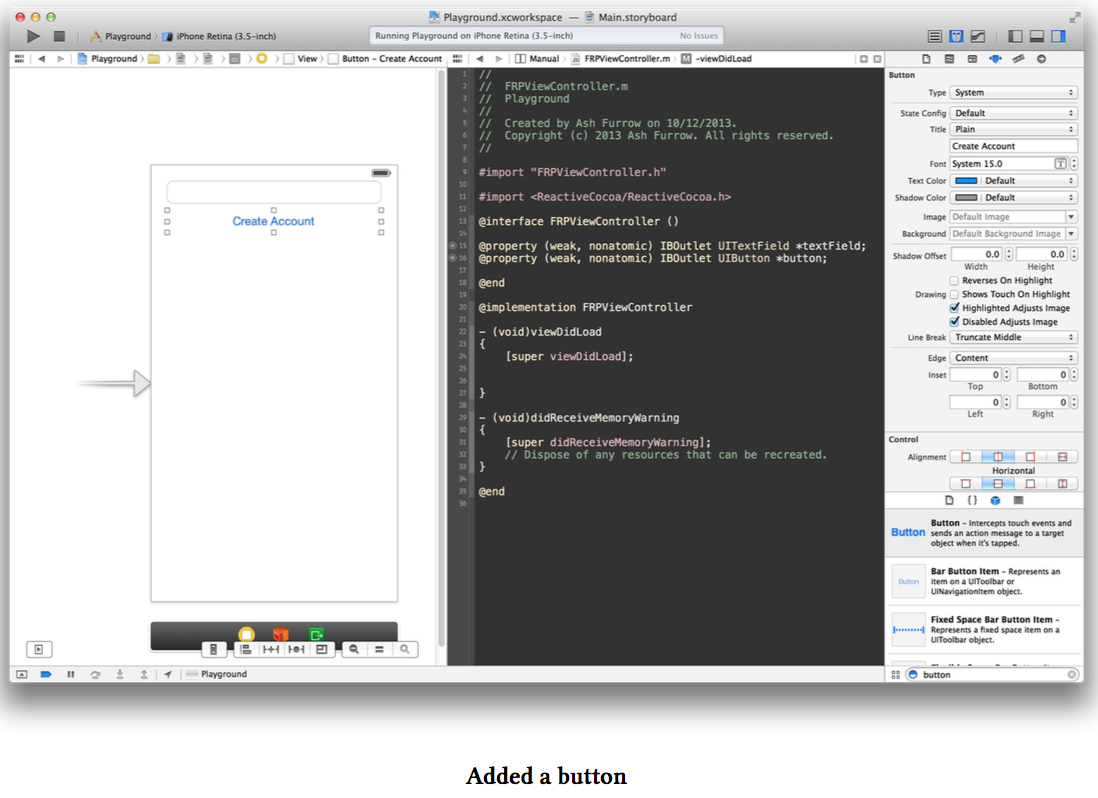 Playground.xcworkspace — Main.storyboard
Playground iPhone Retina (3.5-inch)
Running Playground on iPhone Retina (3.5-inch) No Issues
Playground View Button – Create Account Manual FRPViewController.m M -viewDidLoad
Create Account
1 //
2 // FRPViewController.m
3 // Playground
4 //
5 // Created by Ash Furrow on 10/12/2013.
6 // Copyright (c) 2013 Ash Furrow. All rights reserved.
7 //
8
9 #import "FRPViewController.h"
10
11 #import <ReactiveCocoa/ReactiveCocoa.h>
12
13 @interface FRPViewController ()
14
15 @property (weak, nonatomic) IBOutlet UITextField *textField;
16 @property (weak, nonatomic) IBOutlet UIButton *button;
17
18 @end
19
20 @implementation FRPViewController
21
22 - (void)viewDidLoad
23 {
24 [super viewDidLoad];
25
26
27 }
28
29 - (void)didReceiveMemoryWarning
30 {
31 [super didReceiveMemoryWarning];
32 // Dispose of any resources that can be recreated.
33 }
34
35 @end
36
Button
Type System
State Config Default
Title Plain
Create Account
Font System 15.0 T
Text Color Default
Shadow Color Default
Image Default Image
Background Default Background Image
Shadow Offset 0.0 0.0
Width Height
Reverses On Highlight
Drawing Shows Touch On Highlight
Highlighted Adjusts Image
Disabled Adjusts Image
Line Break Truncate Middle
Edge Content
Inset 0 0
Top Bottom
0 0
Left Right
Control
Alignment
Horizontal
{ }
Button Button – Intercepts touch events and
sends an action message to a target
object when it's tapped.
Button Bar Button Item – Represents an
item on a UIToolbar or
UINavigationItem object.
Fixed Space Bar Button Item –
Represents a fixed space item on a
UIToolbar object.
Playground
button
Added a button